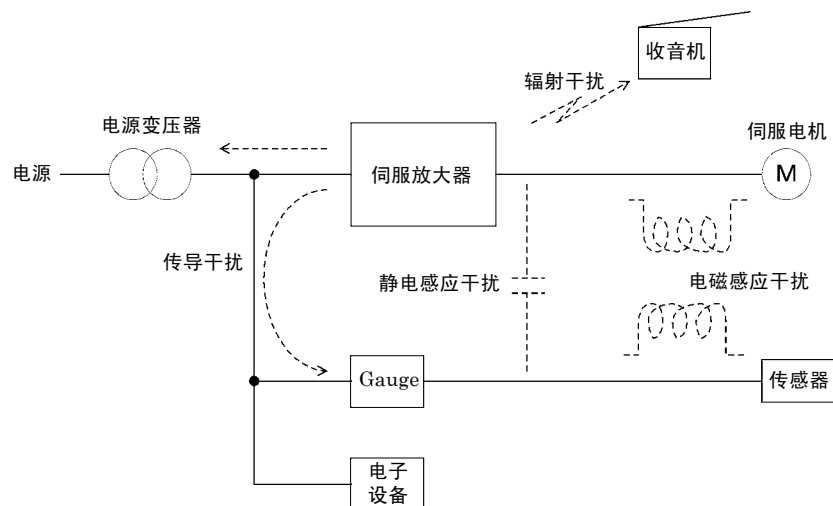 收音机
辐射干扰
电源变压器
伺服电机
电源
伺服放大器
M
传导干扰
静电感应干扰
电磁感应干扰
Gauge
传感器
电子
设备